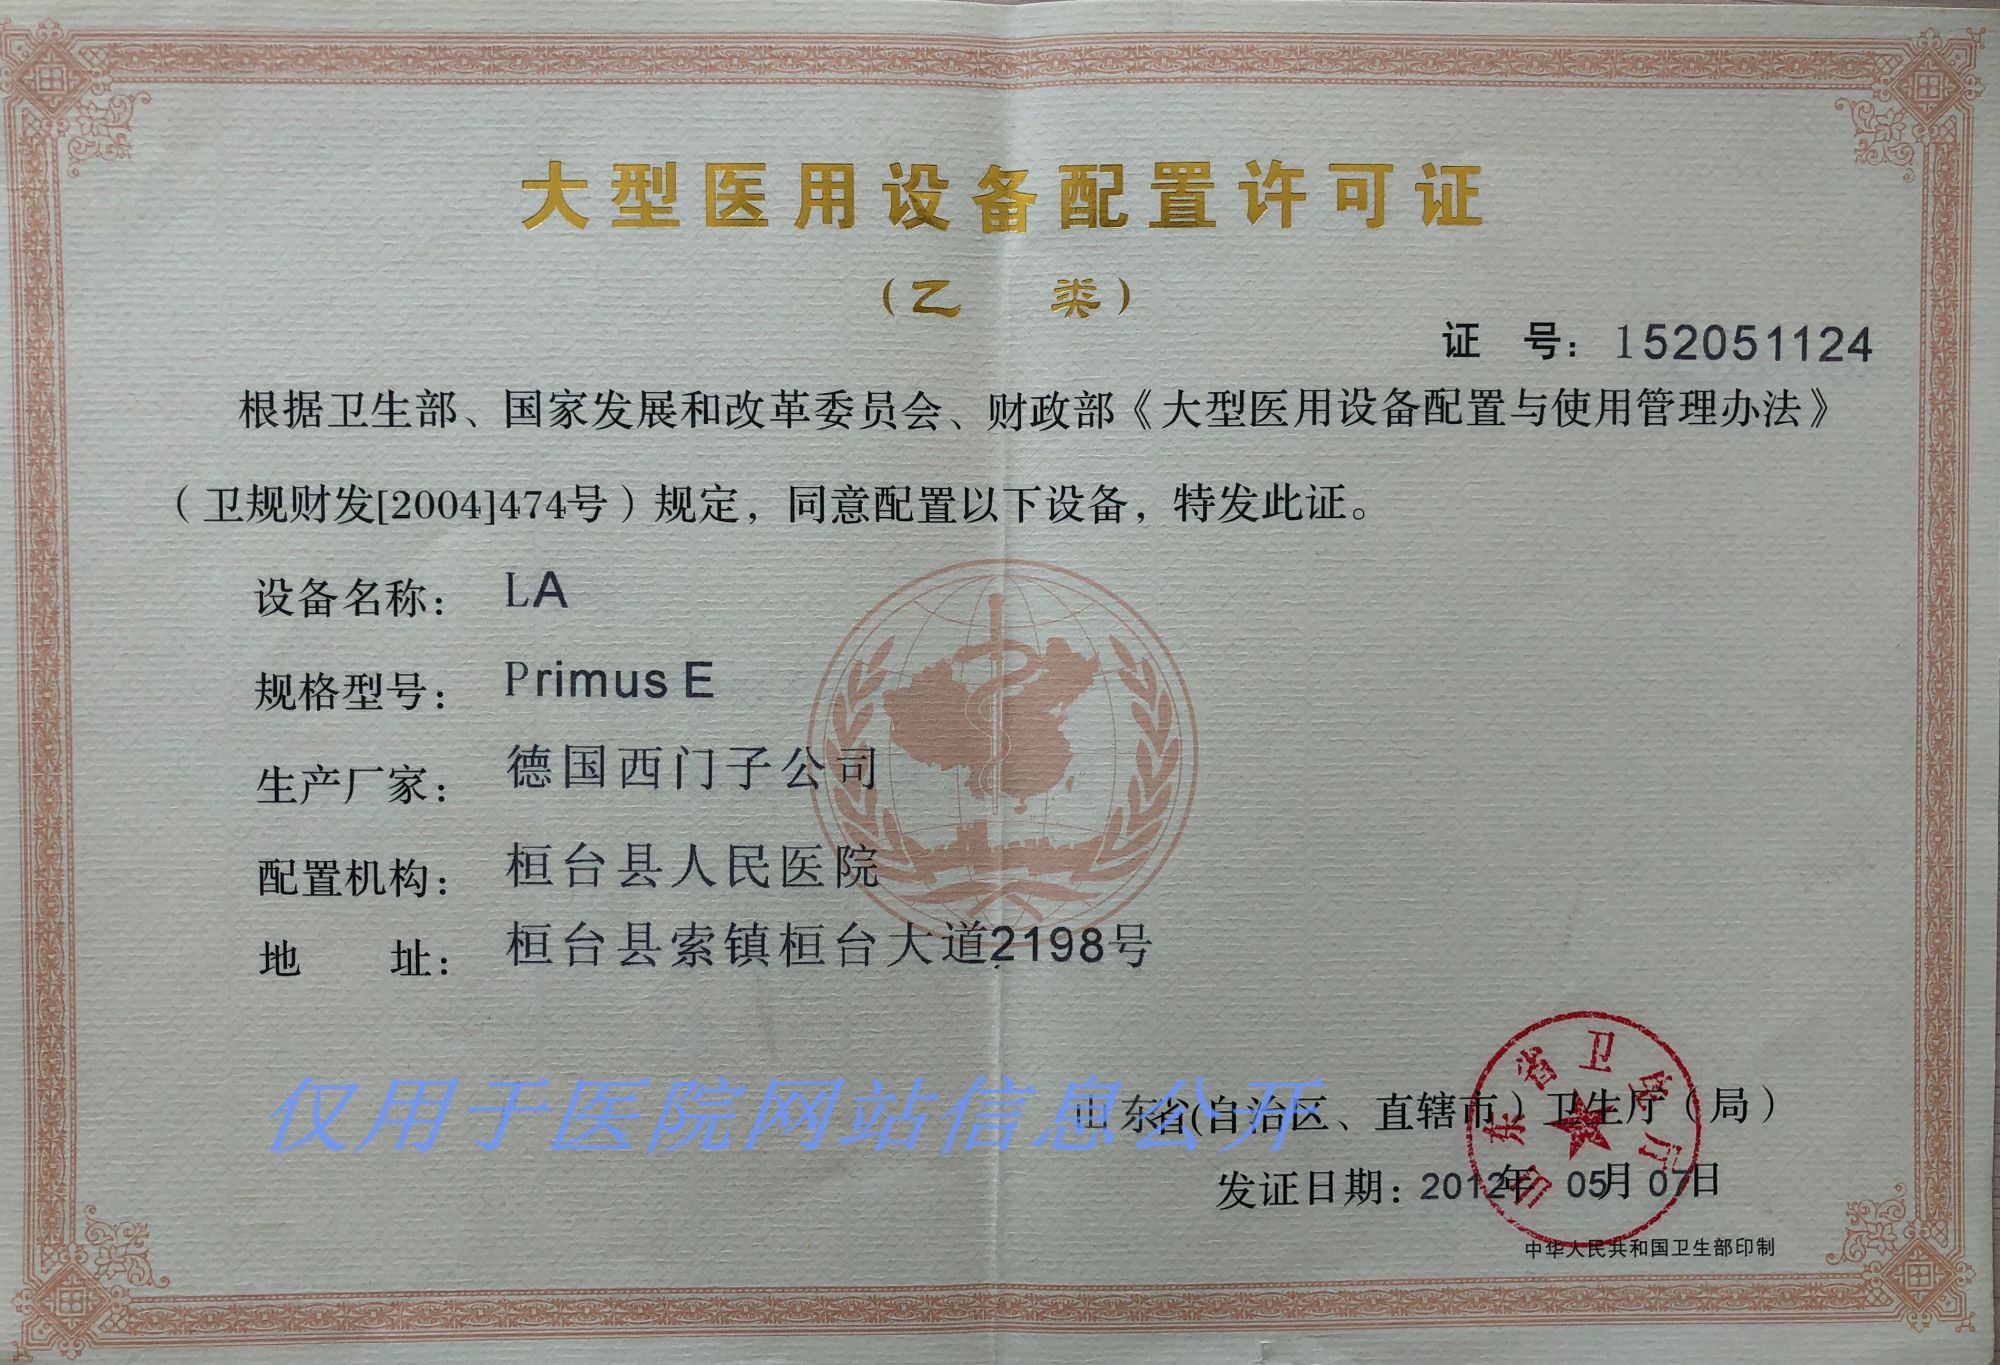 大型医用设备配置许可证
（乙 类）
证 号：152051124
根据卫生部、国家发展和改革委员会、财政部《大型医用设备配置与使用管理办法》
（卫规财发[2004]474号）规定，同意配置以下设备，特发此证。
设备名称： LA
规格型号： Primus E
生产厂家： 德国西门子公司
配置机构： 桓台县人民医院
地 址： 桓台县索镇桓台大道2198号
仅用于医院网站信息公开
山东省(自治区、直辖市）卫生厅（局）
山东省卫生厅
发证日期：2012年 05月 07日
中华人民共和国卫生部印制